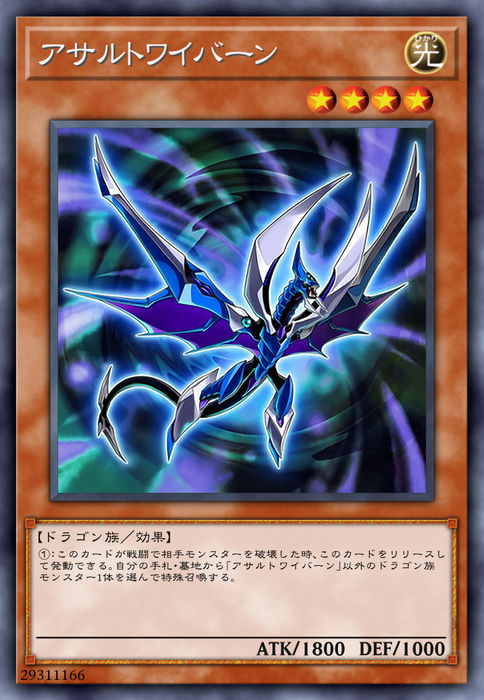 アサルトワイバーン
光
ひかり
【ドラゴン族／効果】
①：このカードが戦闘で相手モンスターを破壊した時、このカードをリリースし
て発動できる。自分の手札・墓地から「アサルトワイバーン」以外のドラゴン族
モンスター1体を選んで特殊召喚する。
ATK/1800 DEF/1000
29311166